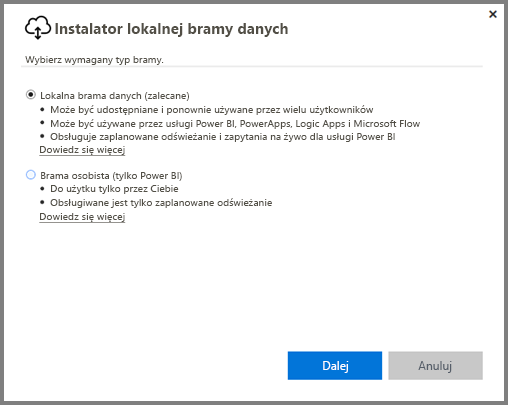 Instalator lokalnej bramy danych
Wybierz wymagany typ bramy.
Lokalna brama danych (zalecane)
• Może być udostępniane i ponownie używane przez wielu użytkowników
• Może być używane przez usługi Power BI, PowerApps, Logic Apps i Microsoft Flow
• Obsługuje zaplanowane odświeżanie i zapytania na żywo dla usługi Power BI
Dowiedz się więcej
Brama osobista (tylko Power BI)
• Do użytku tylko przez Ciebie
• Obsługiwane jest tylko zaplanowane odświeżanie
Dowiedz się więcej
Dalej
Anuluj